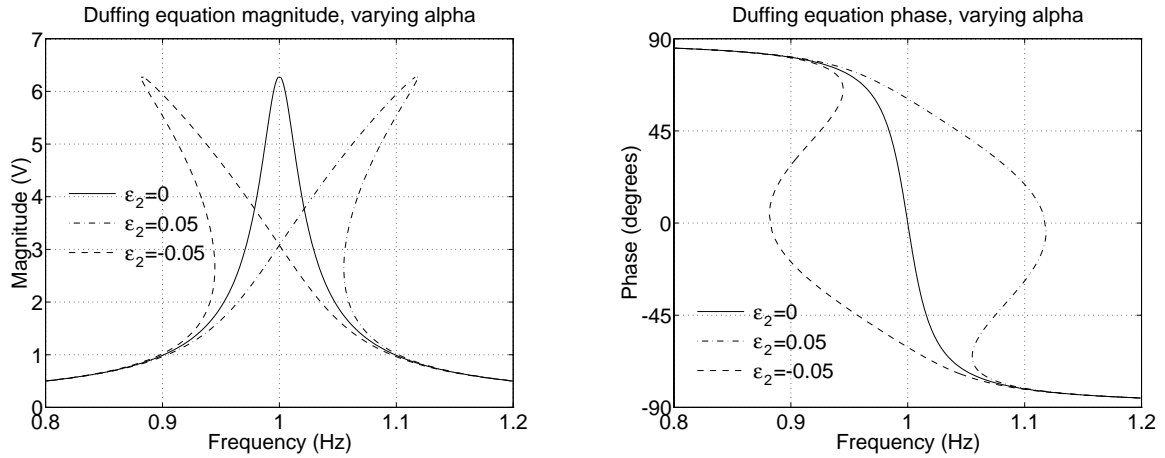 Duffing equation magnitude, varying alpha
7
6
5
4
3
2
1
0
Magnitude (V)
ε₂=0
ε₂=0.05
ε₂=-0.05
0.8 0.9 1 1.1 1.2
Frequency (Hz)
Duffing equation phase, varying alpha
90
45
0
-45
-90
Phase (degrees)
ε₂=0
ε₂=0.05
ε₂=-0.05
0.8 0.9 1 1.1 1.2
Frequency (Hz)